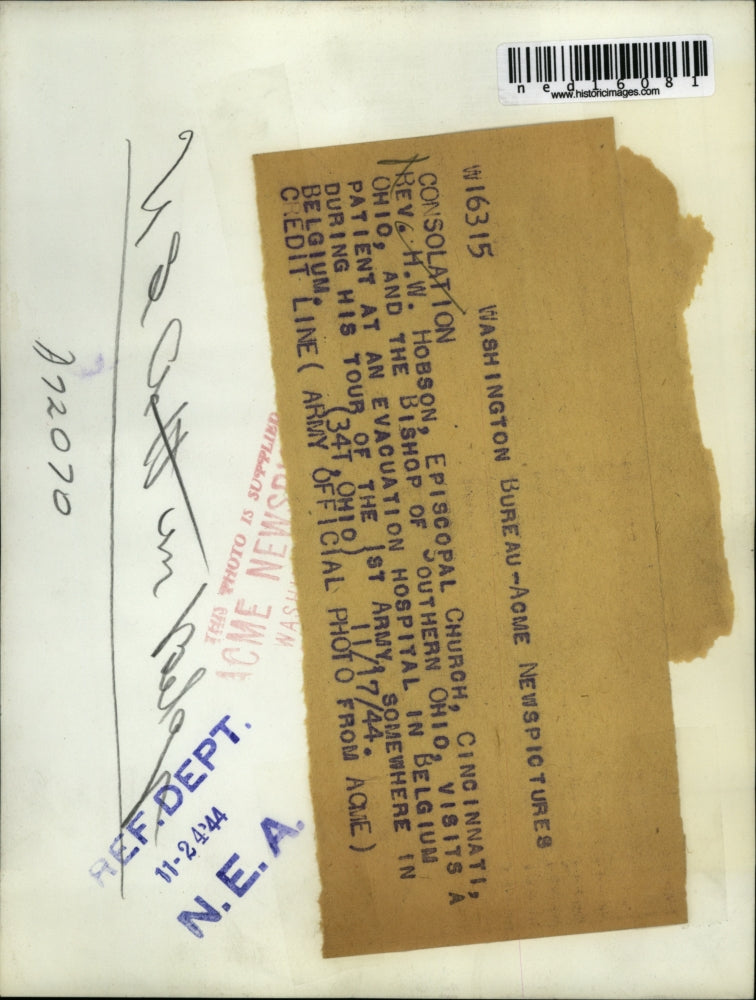 ned16081
www.historicimages.com
W16315 WASHINGTON BUREAU-ACME NEWSPICTURES
CONSOLATION
REV. H.W. HOBSON, EPISCOPAL CHURCH, CINCINNATI,
OHIO, AND THE BISHOP OF SOUTHERN OHIO, VISITS A
PATIENT AT AN EVACUATION HOSPITAL IN BELGIUM
DURING HIS TOUR OF THE 1ST ARMY, SOMEWHERE IN
BELGIUM. (34T, OHIO) 11/17/44.
CREDIT LINE ( ARMY OFFICIAL PHOTO FROM ACME )
THIS PHOTO IS SUPPLIED
ACME NEWSP
WASH
REF. DEPT.
11-24-44
N.E.A.
A72070